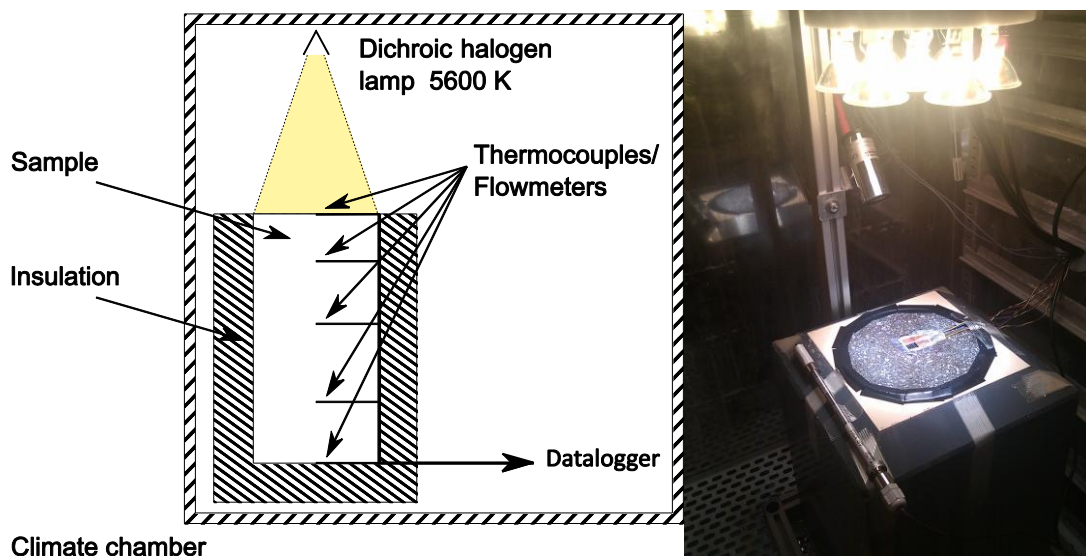 Dichroic halogen
lamp 5600 K
Sample
Thermocouples/
Flowmeters
Insulation
Datalogger
Climate chamber